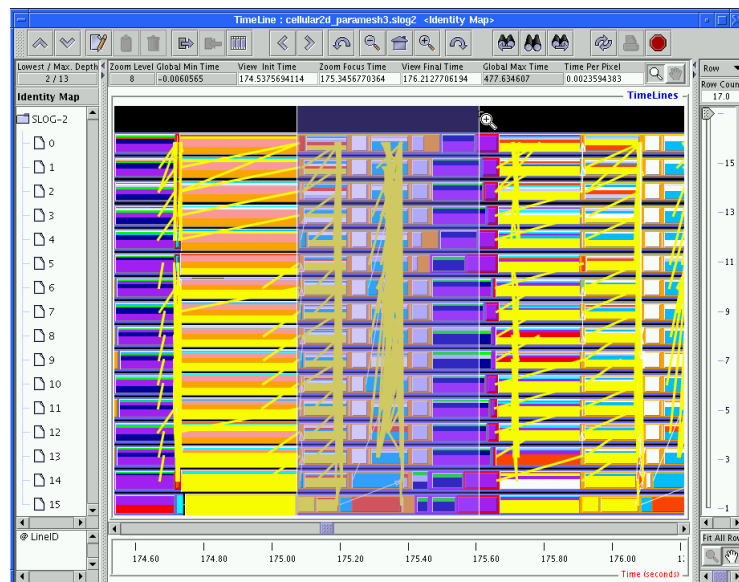 TimeLine : cellular2d_paramesh3.slog2 <Identity Map>
Lowest / Max. Depth
2 / 13
Zoom Level
8
Global Min Time
-0.0060565
View Init Time
174.5375694114
Zoom Focus Time
175.3456770364
View Final Time
176.2127706194
Global Max Time
477.634607
Time Per Pixel
0.0023594383
Row
Row Coun
17.0
Identity Map
TimeLines
SLOG-2
0
1
2
3
4
5
6
7
8
9
10
11
12
13
14
15
-15
-13
-11
-9
-7
-5
-3
-1
@ LineID
174.60
174.80
175.00
175.20
175.40
175.60
175.80
176.00
Time (seconds)
Fit All Ro